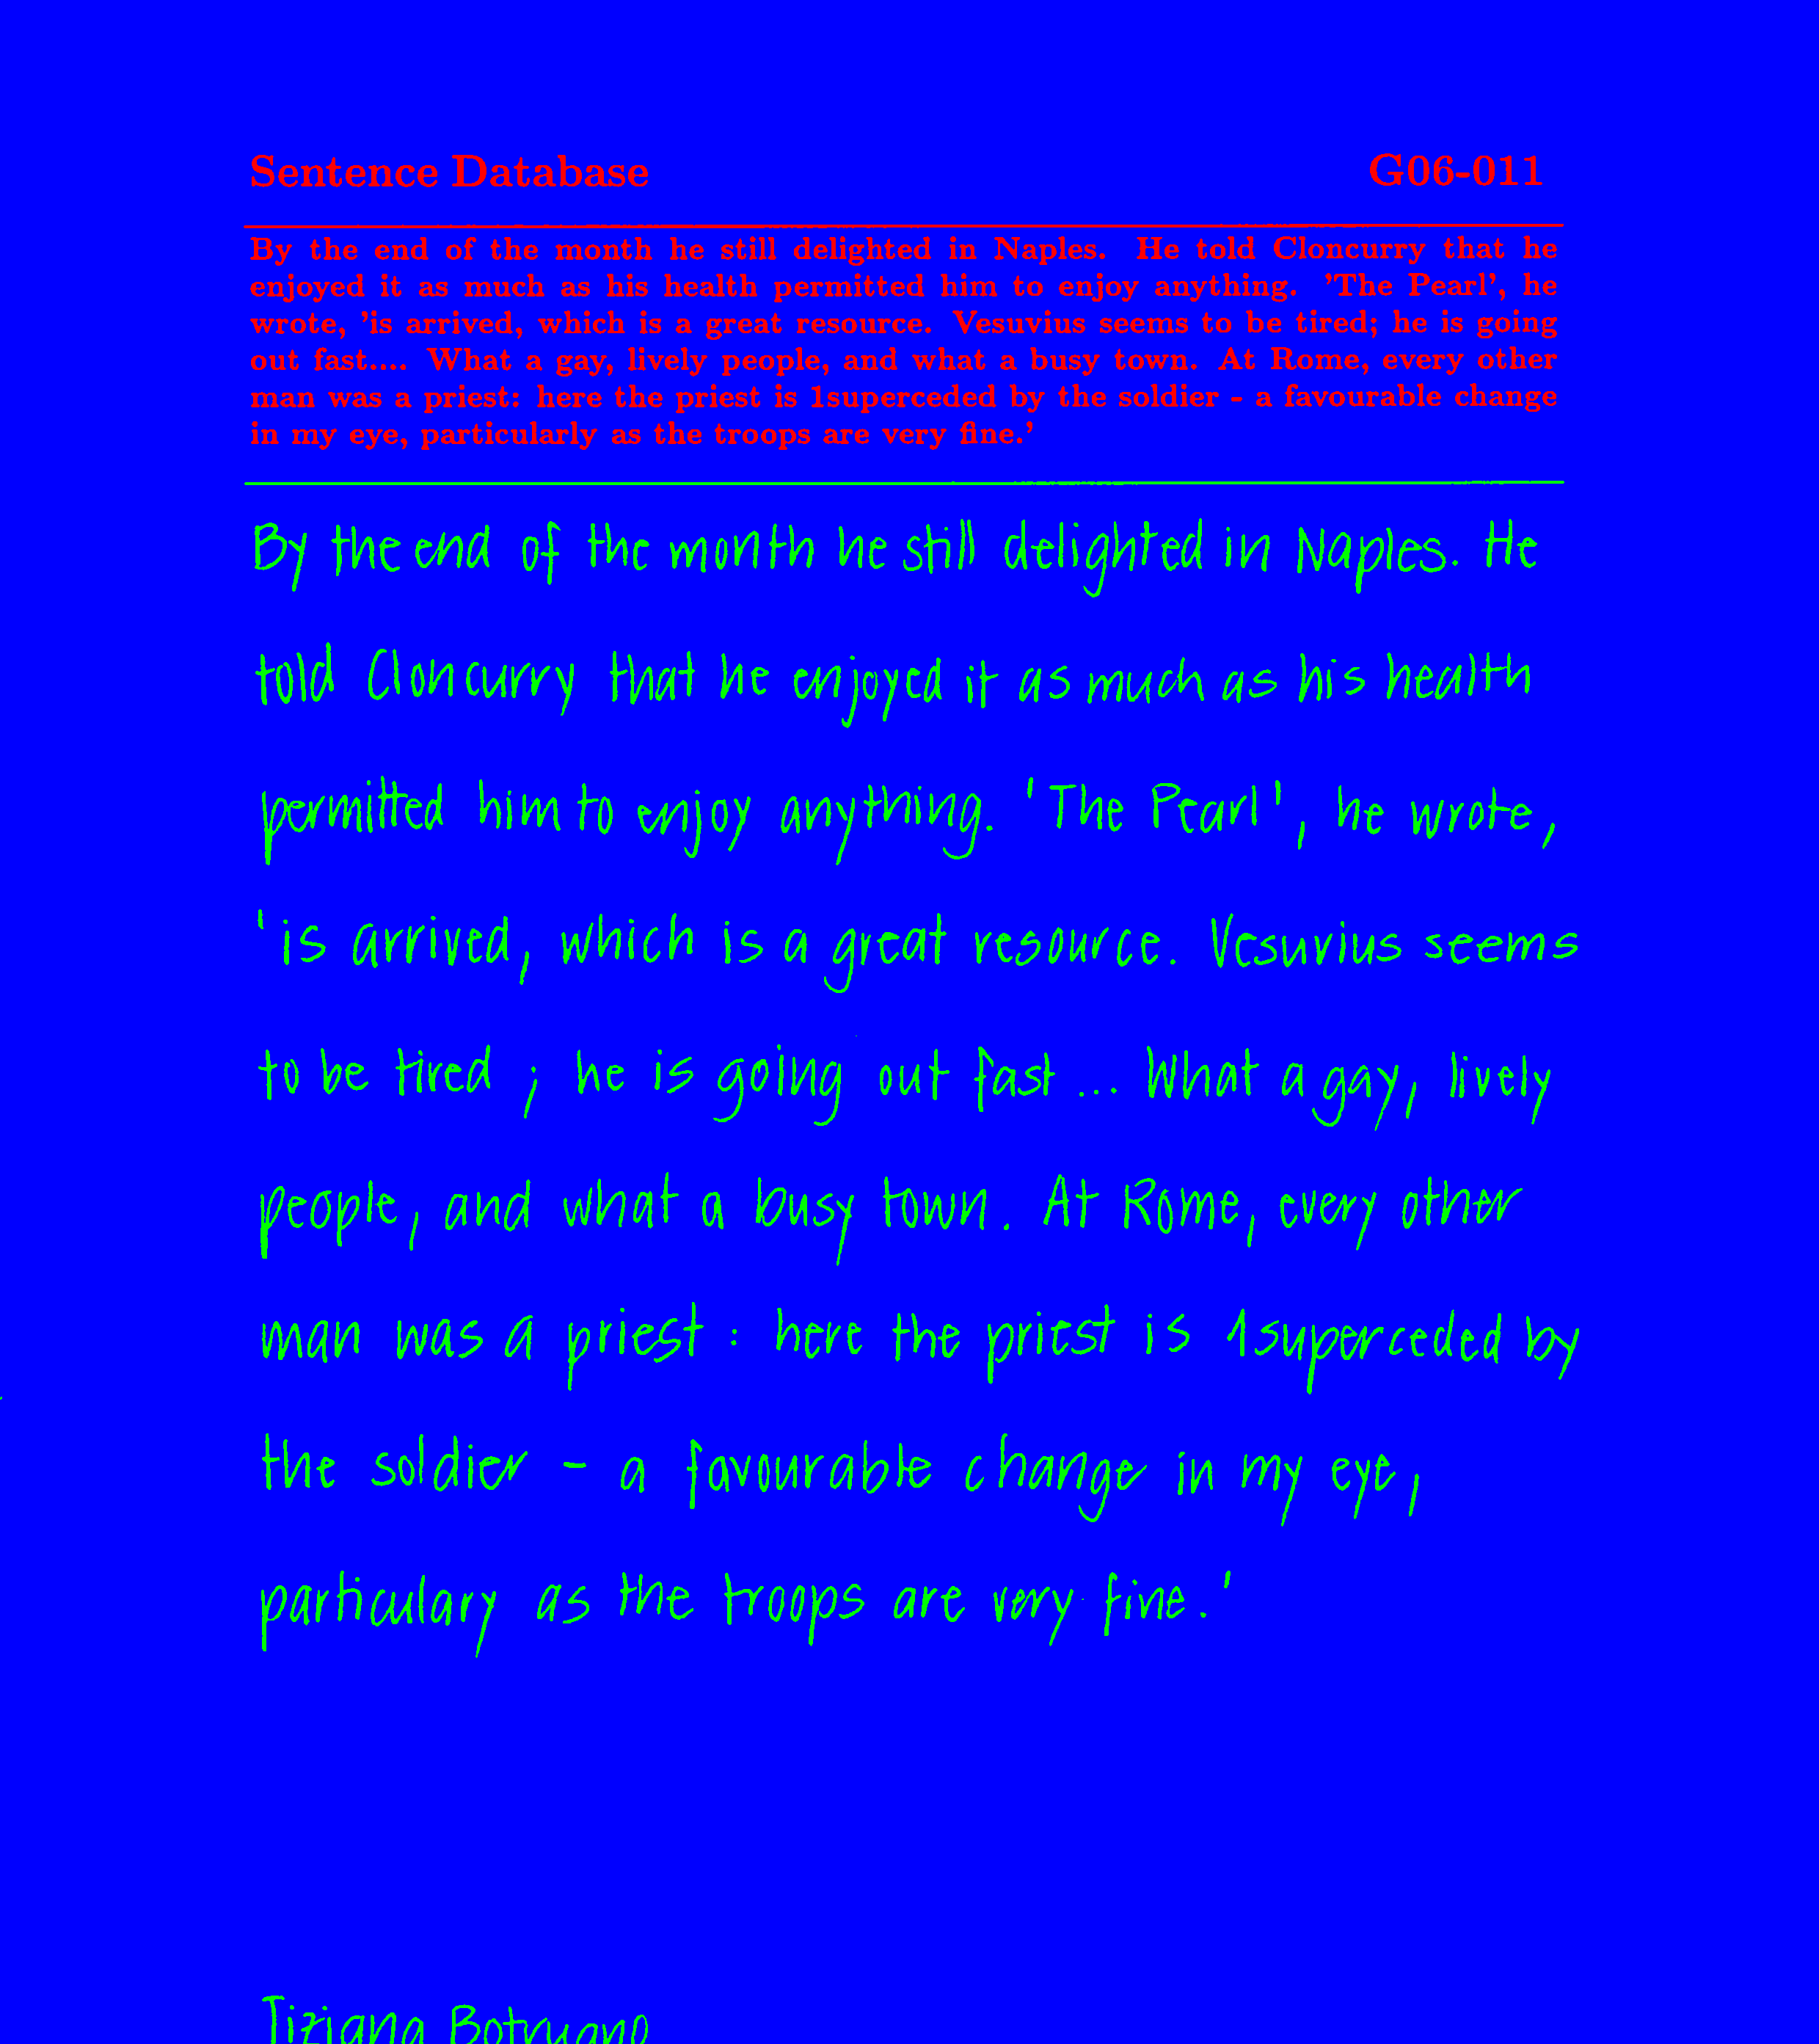 Sentence Database G06-011
By the end of the month he still delighted in Naples. He told Cloncurry that he
enjoyed it as much as his health permitted him to enjoy anything. 'The Pearl', he
wrote, 'is arrived, which is a great resource. Vesuvius seems to be tired; he is going
out fast.... What a gay, lively people, and what a busy town. At Rome, every other
man was a priest: here the priest is 1superceded by the soldier - a favourable change
in my eye, particularly as the troops are very fine.'
By the end of the month he still delighted in Naples. He
told Cloncurry that he enjoyed it as much as his health
permitted him to enjoy anything. 'The Pearl', he wrote,
'is arrived, which is a great resource. Vesuvius seems
to be tired ; he is going out fast ... What a gay, lively
people, and what a busy town. At Rome, every other
man was a priest : here the priest is 1superceded by
the soldier - a favourable change in my eye,
particulary as the troops are very fine.'
Tiziana Botrugno